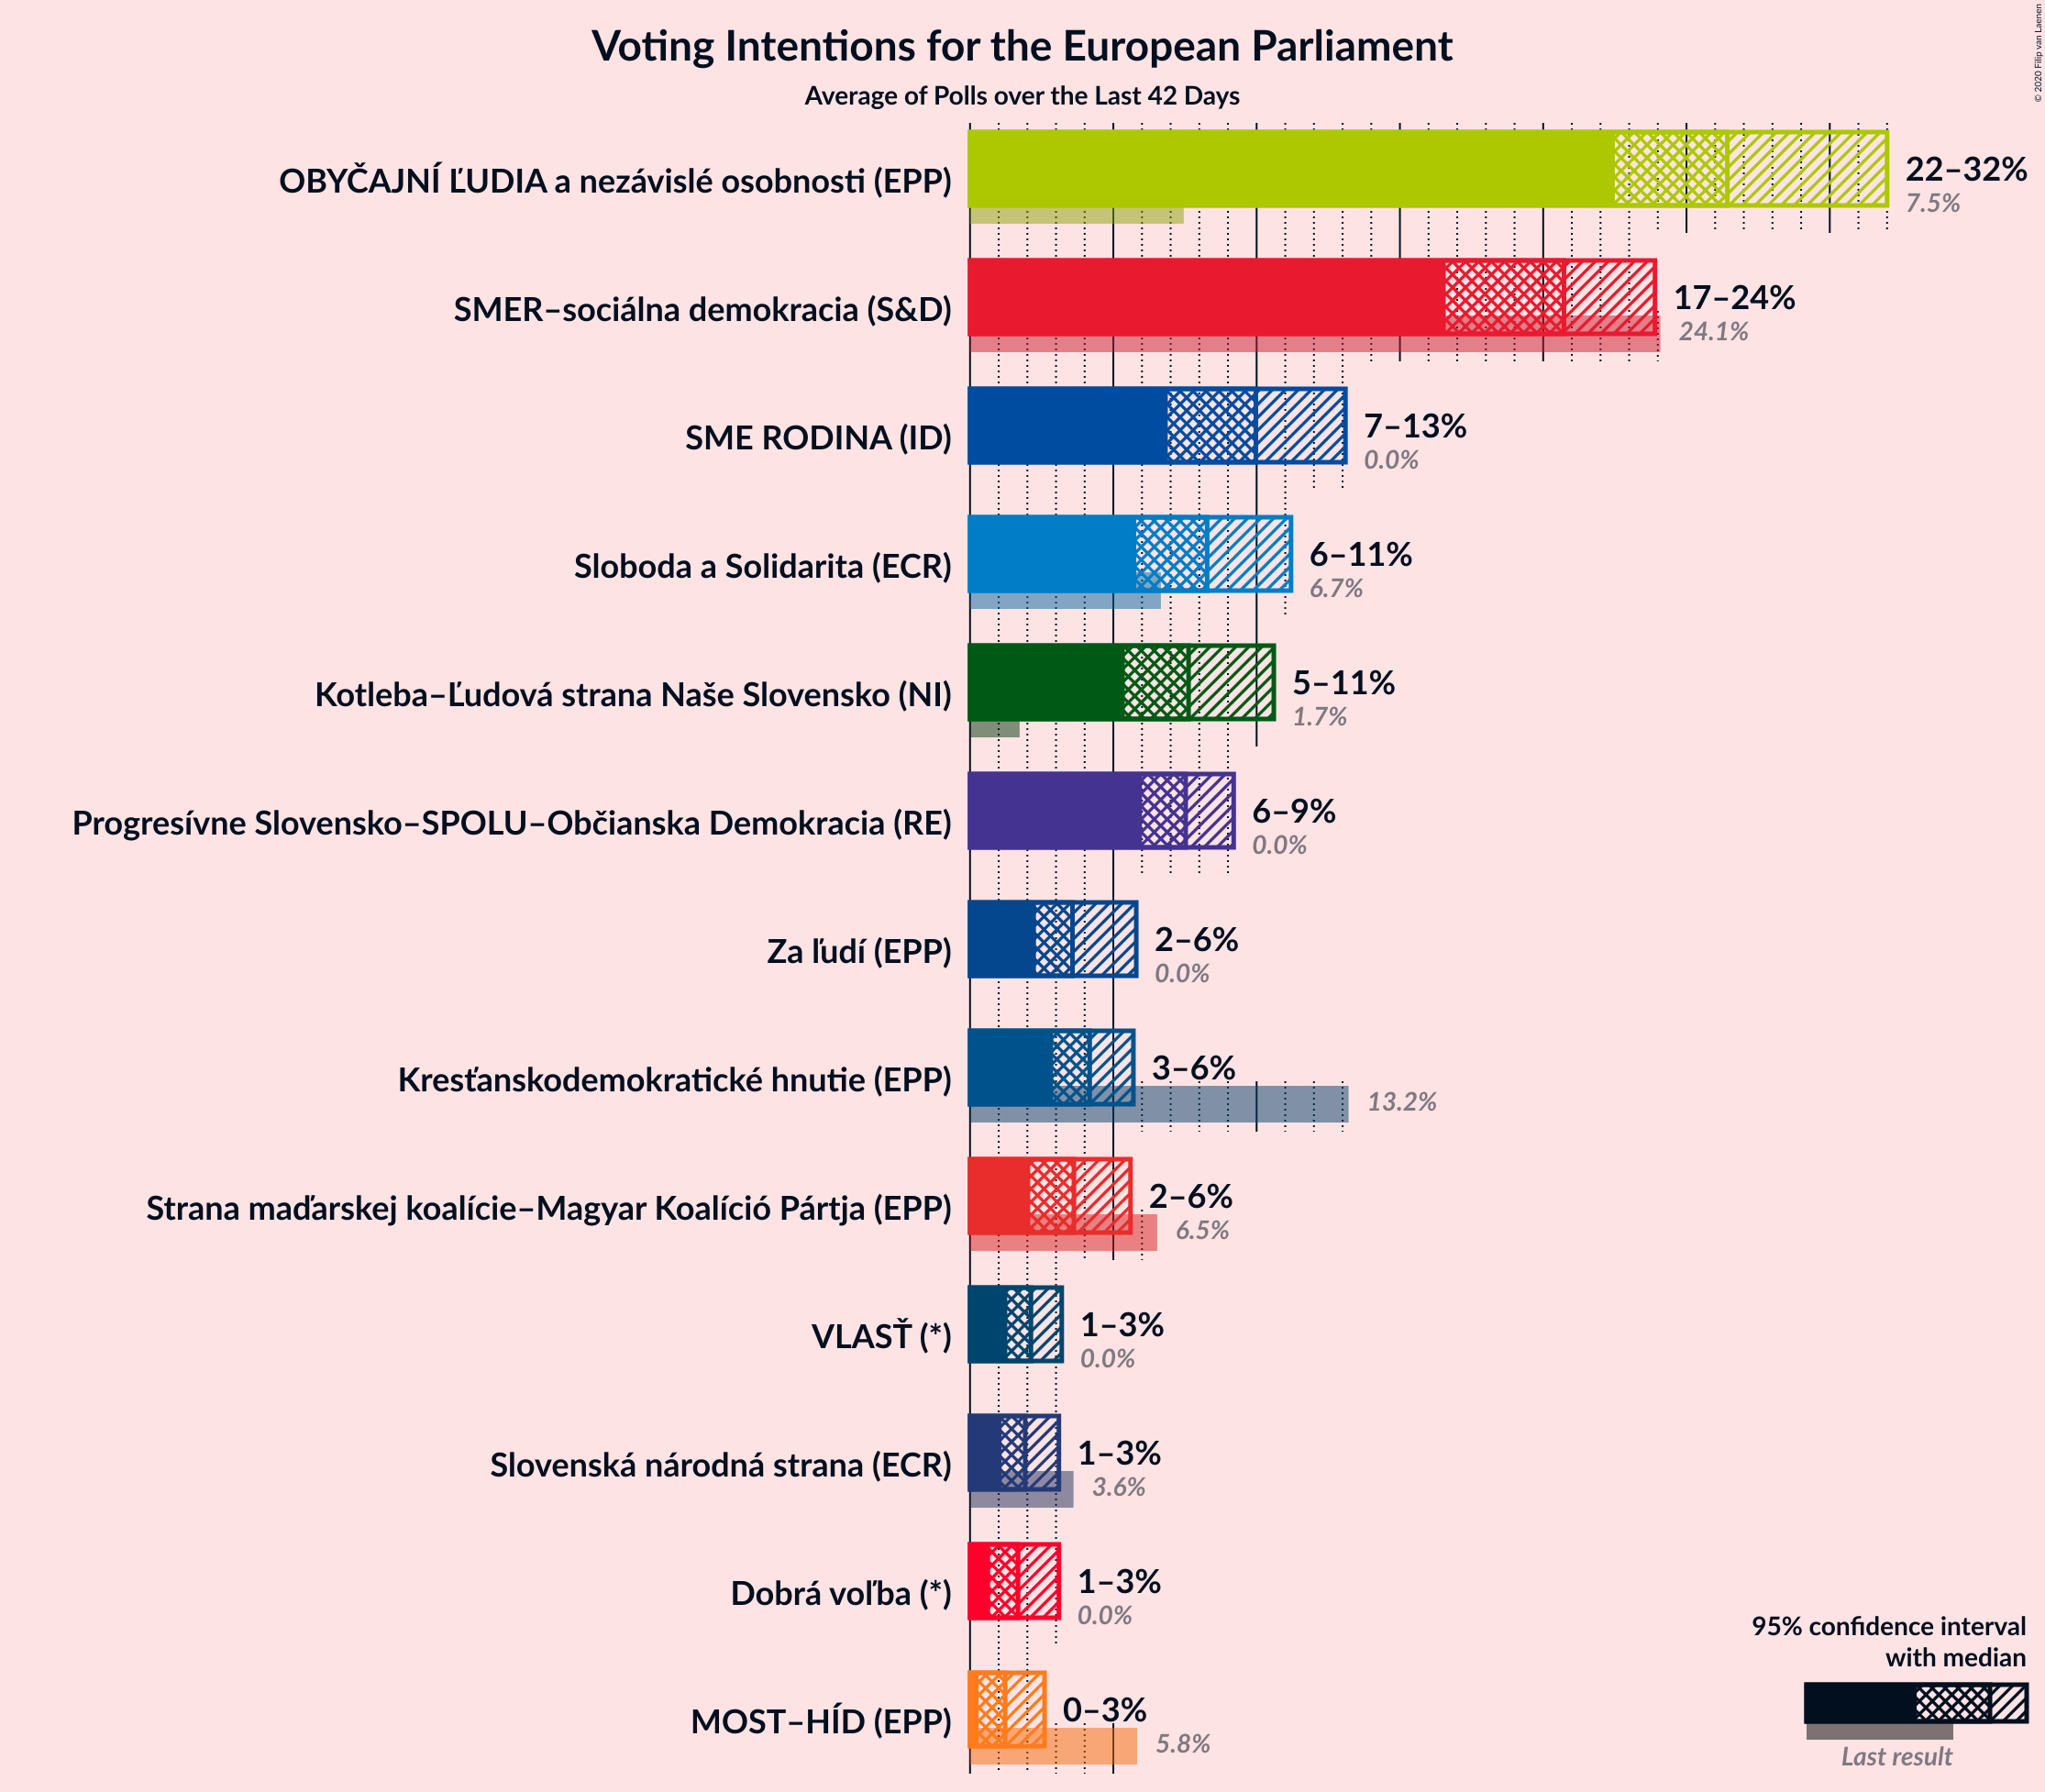 Voting Intentions for the European Parliament
Average of Polls over the Last 42 Days
© 2020 Filip van Laenen
OBYČAJNÍ ĽUDIA a nezávislé osobnosti (EPP)
22–32%
7.5%
SMER–sociálna demokracia (S&D)
17–24%
24.1%
SME RODINA (ID)
7–13%
0.0%
Sloboda a Solidarita (ECR)
6–11%
6.7%
Kotleba–Ľudová strana Naše Slovensko (NI)
5–11%
1.7%
Progresívne Slovensko–SPOLU–Občianska Demokracia (RE)
6–9%
0.0%
Za ľudí (EPP)
2–6%
0.0%
Kresťanskodemokratické hnutie (EPP)
3–6%
13.2%
Strana maďarskej koalície–Magyar Koalíció Pártja (EPP)
2–6%
6.5%
VLASŤ (*)
1–3%
0.0%
Slovenská národná strana (ECR)
1–3%
3.6%
Dobrá voľba (*)
1–3%
0.0%
MOST–HÍD (EPP)
0–3%
5.8%
95% confidence interval
with median
Last result